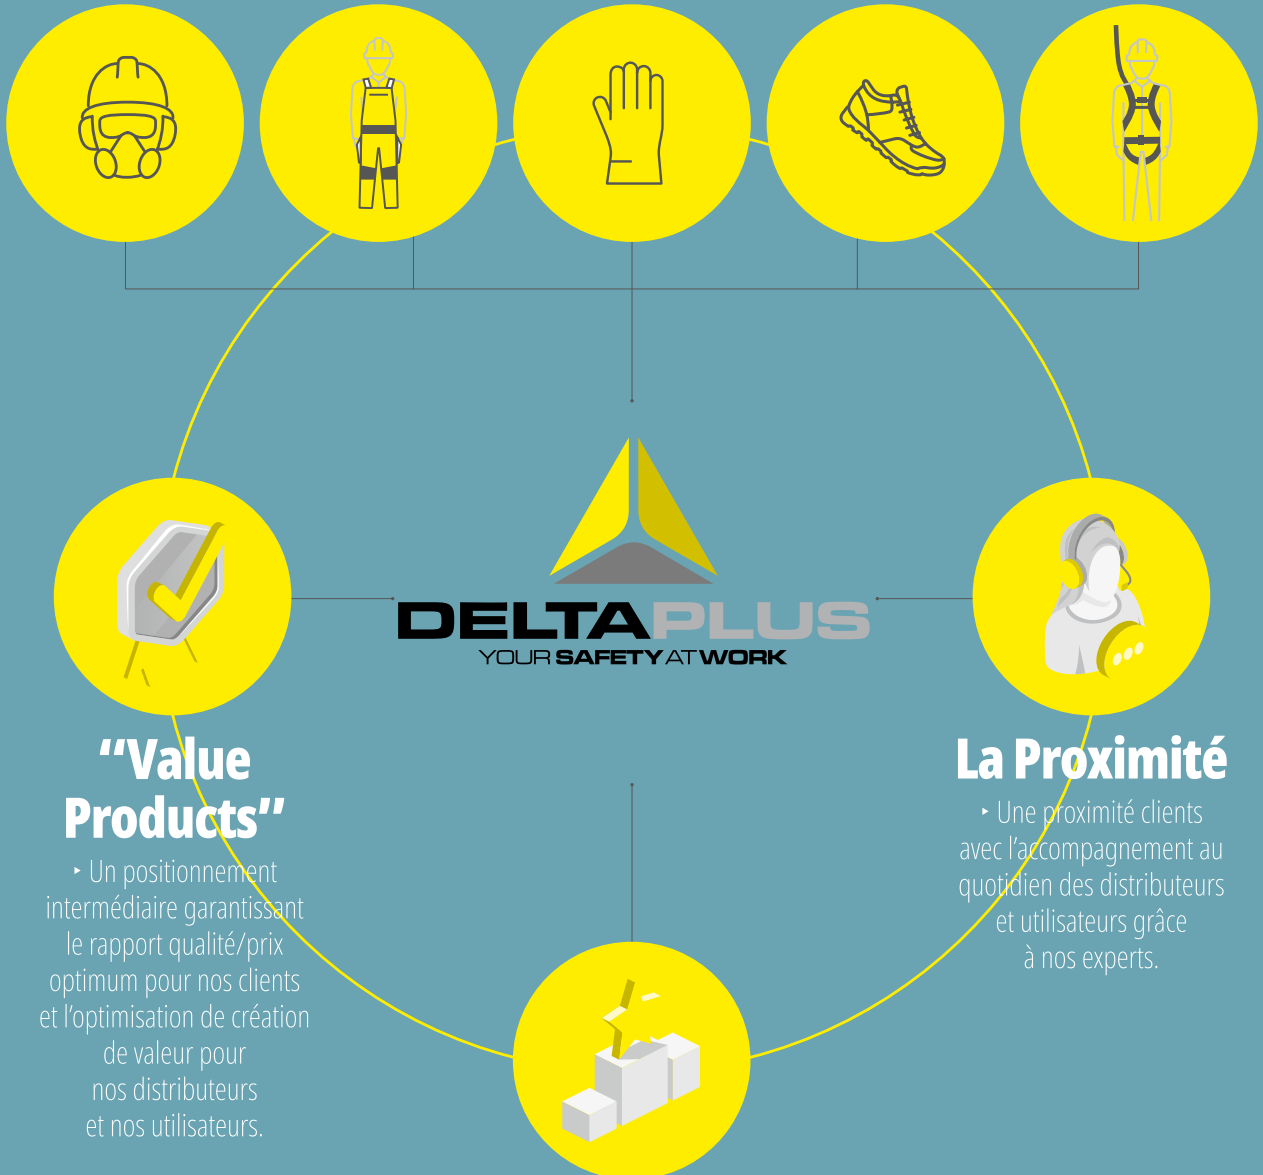 DELTAPLUS
YOUR SAFETY AT WORK
“Value
Products”
‣ Un positionnement
intermédiaire garantissant
le rapport qualité/prix
optimum pour nos clients
et l’optimisation de création
de valeur pour
nos distributeurs
et nos utilisateurs.
La Proximité
‣ Une proximité clients
avec l’accompagnement au
quotidien des distributeurs
et utilisateurs grâce
à nos experts.